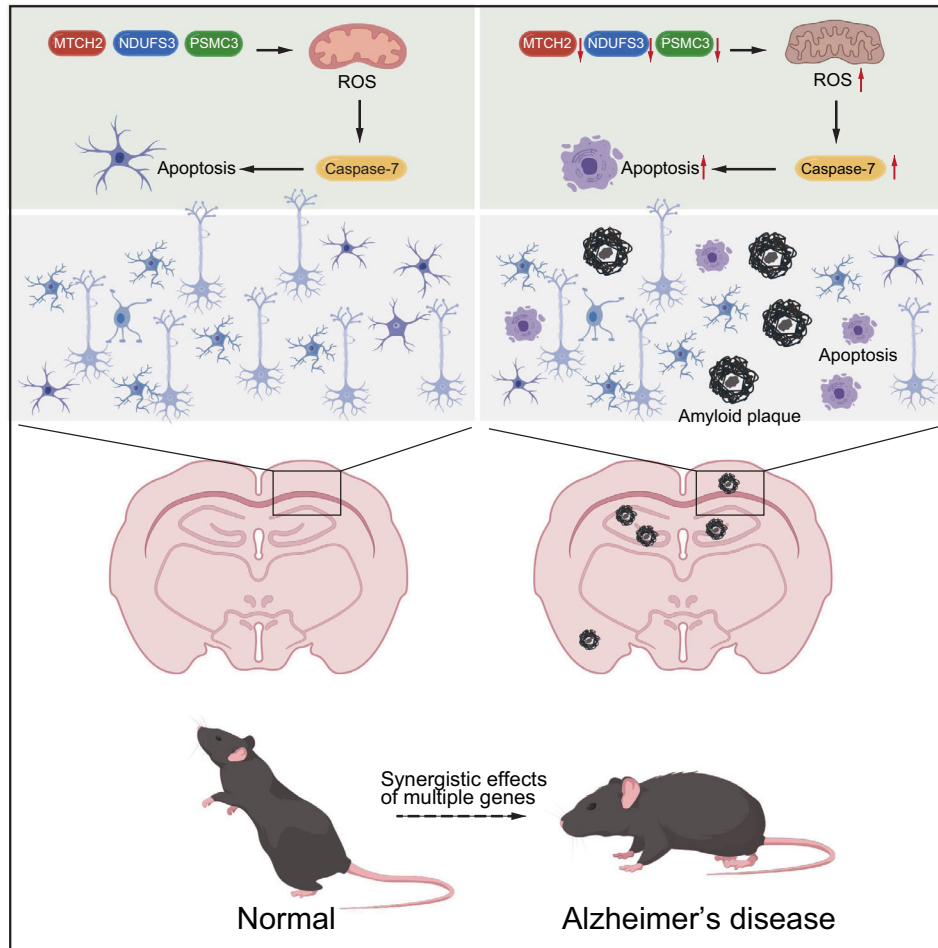 MTCH2 NDUFS3 PSMC3
ROS
Apoptosis
Caspase-7
MTCH2 NDUFS3 PSMC3
ROS
Apoptosis
Caspase-7
Apoptosis
Amyloid plaque
Synergistic effects
of multiple genes
Normal
Alzheimer’s disease